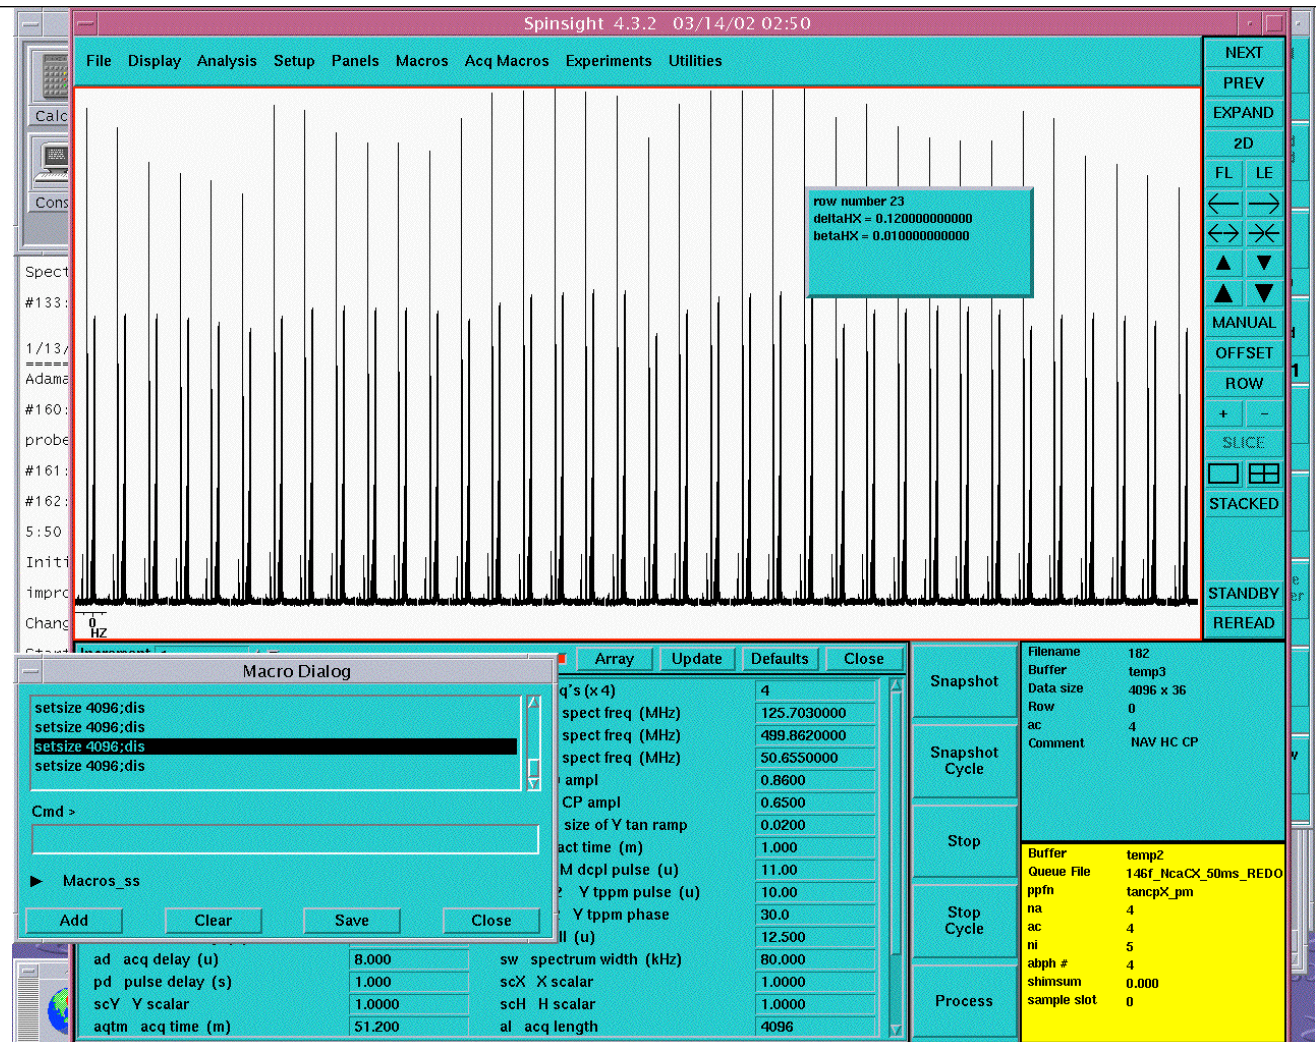 Spinsight 4.3.2 03/14/02 02:50
File Display Analysis Setup Panels Macros Acq Macros Experiments Utilities
NEXT
PREV
EXPAND
2D
FL LE
MANUAL
OFFSET
ROW
+ -
SLICE
STACKED
STANDBY
REREAD
Calc
Cons
row number 23
deltaHX = 0.120000000000
betaHX = 0.010000000000
Spect
#133:
1/13/
Adama
#160:
probe
#161:
#162:
5:50
Initi
impro
Chang
0
HZ
Array Update Defaults Close
Macro Dialog
setsize 4096;dis
setsize 4096;dis
setsize 4096;dis
setsize 4096;dis
Cmd >
Macros_ss
Add Clear Save Close
q's (x 4) 4
spect freq (MHz) 125.7030000
spect freq (MHz) 499.8620000
spect freq (MHz) 50.6550000
ampl 0.8600
CP ampl 0.6500
size of Y tan ramp 0.0200
act time (m) 1.000
M dcpl pulse (u) 11.00
Y tppm pulse (u) 10.00
Y tppm phase 30.0
ll (u) 12.500
ad acq delay (u) 8.000 sw spectrum width (kHz) 80.000
pd pulse delay (s) 1.000 scX X scalar 1.0000
scY Y scalar 1.0000 scH H scalar 1.0000
aqtm acq time (m) 51.200 al acq length 4096
Snapshot
Snapshot
Cycle
Stop
Stop
Cycle
Process
Filename 182
Buffer temp3
Data size 4096 x 36
Row 0
ac 4
Comment NAV HC CP
Buffer temp2
Queue File 146f_NcaCX_50ms_REDO
ppfn tancpX_pm
na 4
ac 4
ni 5
abph # 4
shimsum 0.000
sample slot 0